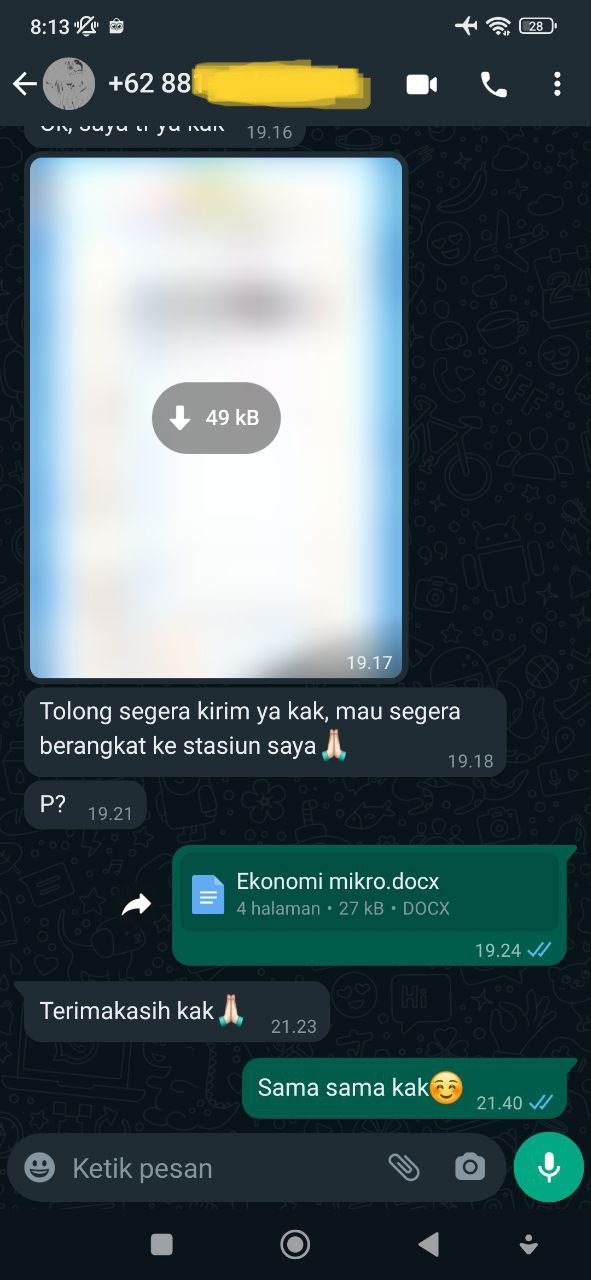 8:13
28
+62 88
Ok, saya tf ya kak 19.16
49 kB
19.17
Tolong segera kirim ya kak, mau segera
berangkat ke stasiun saya🙏🏻
19.18
P? 19.21
Ekonomi mikro.docx
4 halaman • 27 kB • DOCX
19.24
Terimakasih kak🙏🏻 21.23
Sama sama kak☺️ 21.40
Ketik pesan